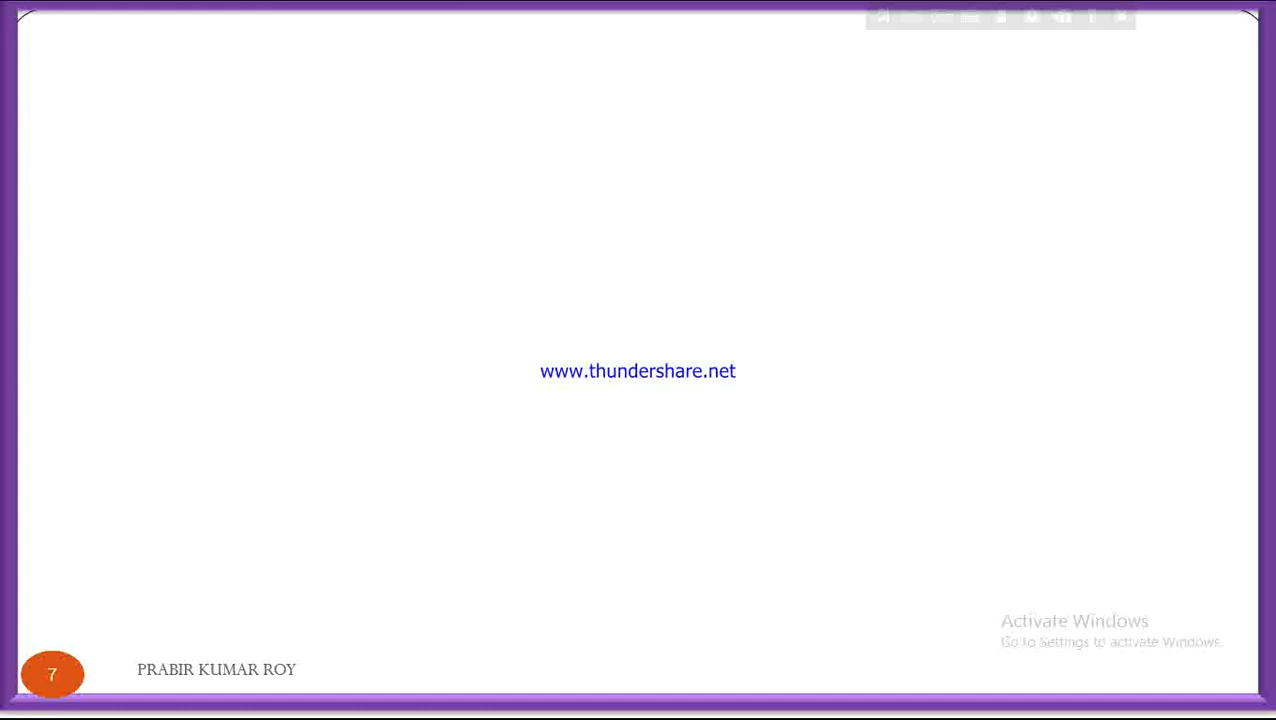 www.thundershare.net
Activate Windows
Go to Settings to activate Windows.
7
PRABIR KUMAR ROY